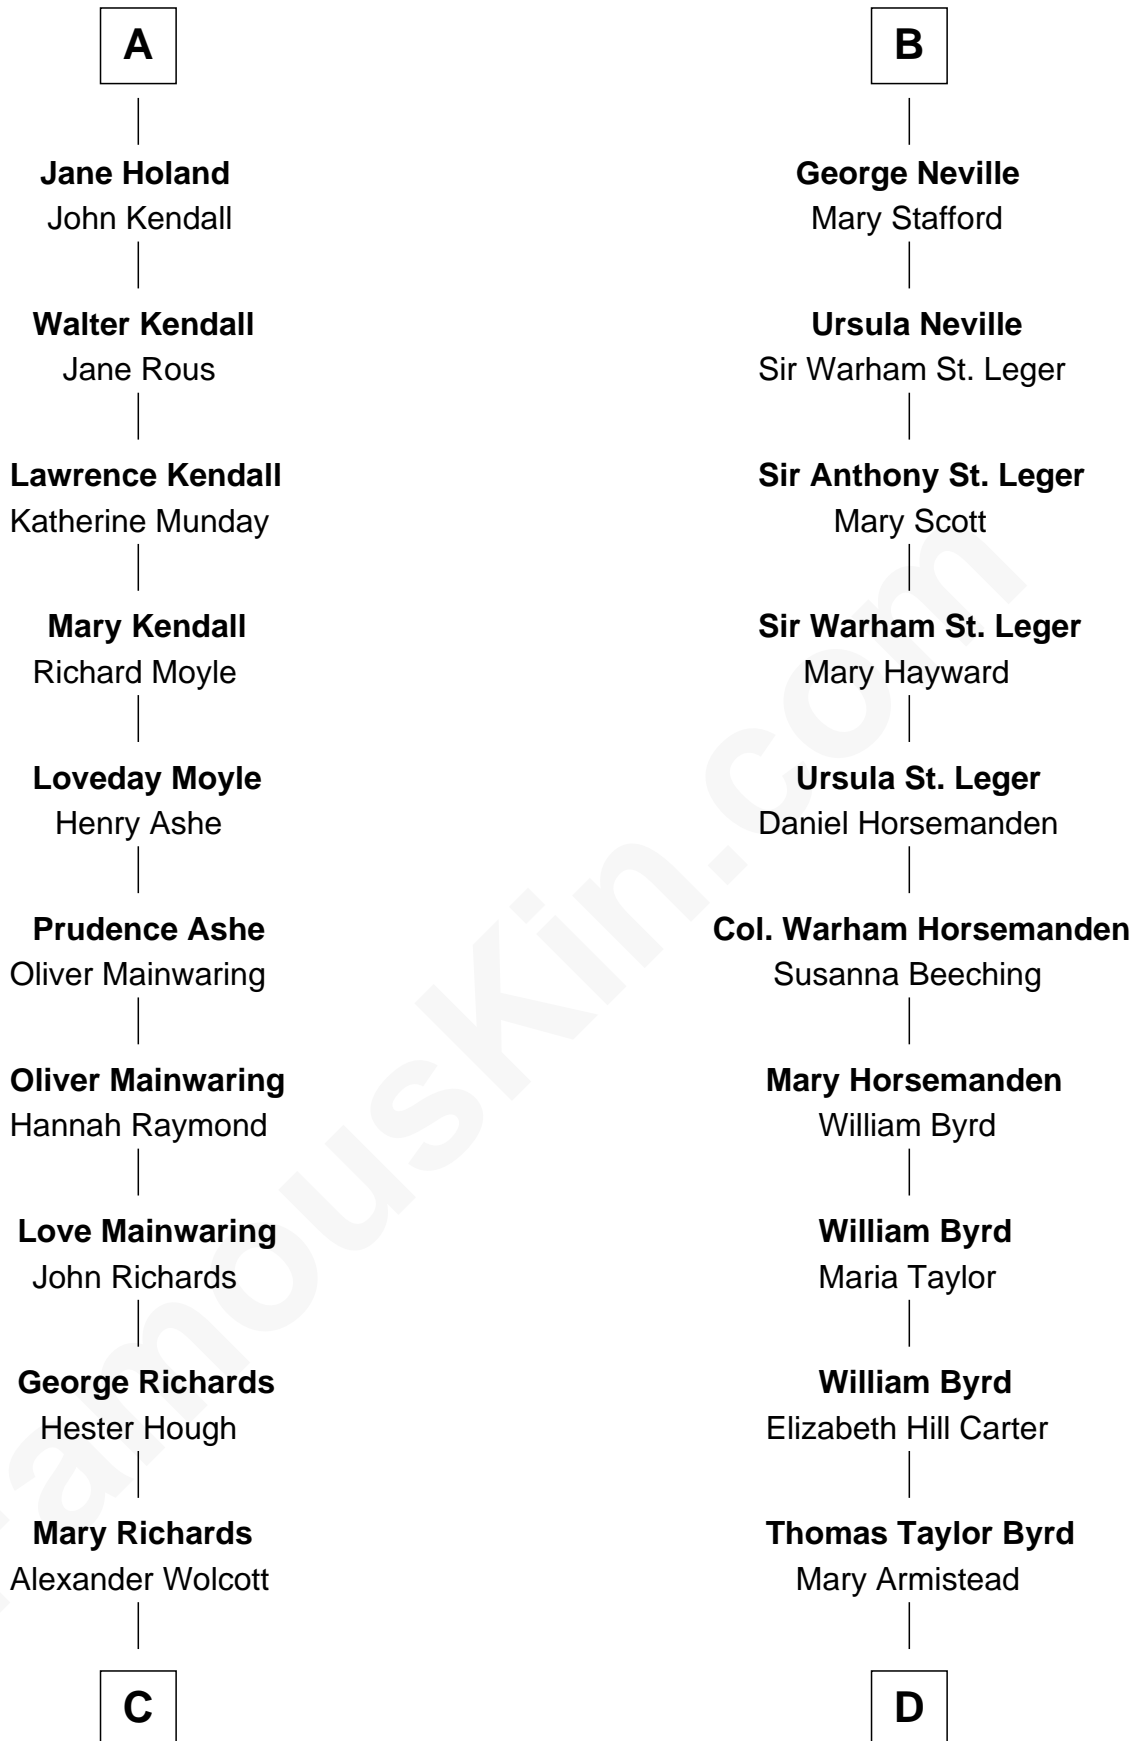 A
Jane Holand
John Kendall
Walter Kendall
Jane Rous
Lawrence Kendall
Katherine Munday
Mary Kendall
Richard Moyle
Loveday Moyle
Henry Ashe
Prudence Ashe
Oliver Mainwaring
Oliver Mainwaring
Hannah Raymond
Love Mainwaring
John Richards
George Richards
Hester Hough
Mary Richards
Alexander Wolcott
C
B
George Neville
Mary Stafford
Ursula Neville
Sir Warham St. Leger
Sir Anthony St. Leger
Mary Scott
Sir Warham St. Leger
Mary Hayward
Ursula St. Leger
Daniel Horsemanden
Col. Warham Horsemanden
Susanna Beeching
Mary Horsemanden
William Byrd
William Byrd
Maria Taylor
William Byrd
Elizabeth Hill Carter
Thomas Taylor Byrd
Mary Armistead
D
FamousKin.com